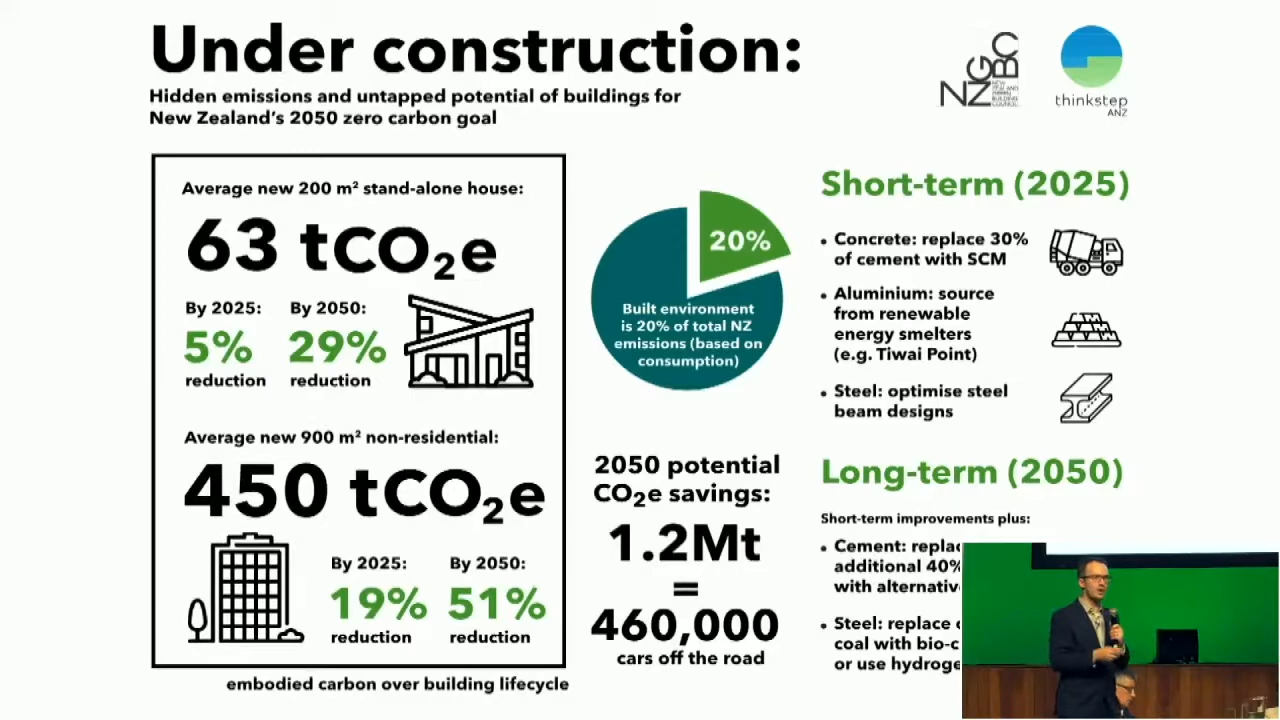 Under construction:
Hidden emissions and untapped potential of buildings for
New Zealand's 2050 zero carbon goal
NZ
GBC
thinkstep
ANZ
Average new 200 m² stand-alone house:
63 tCO₂e
By 2025: By 2050:
5% 29%
reduction reduction
Average new 900 m² non-residential:
450 tCO₂e
By 2025: By 2050:
19% 51%
reduction reduction
embodied carbon over building lifecycle
20%
Built environment
is 20% of total NZ
emissions (based on
consumption)
2050 potential
CO₂e savings:
1.2Mt
=
460,000
cars off the road
Short-term (2025)
• Concrete: replace 30%
of cement with SCM
• Aluminium: source
from renewable
energy smelters
(e.g. Tiwai Point)
• Steel: optimise steel
beam designs
Long-term (2050)
Short-term improvements plus:
• Cement: replac
additional 40%
with alternativ
• Steel: replace
coal with bio-c
or use hydroge